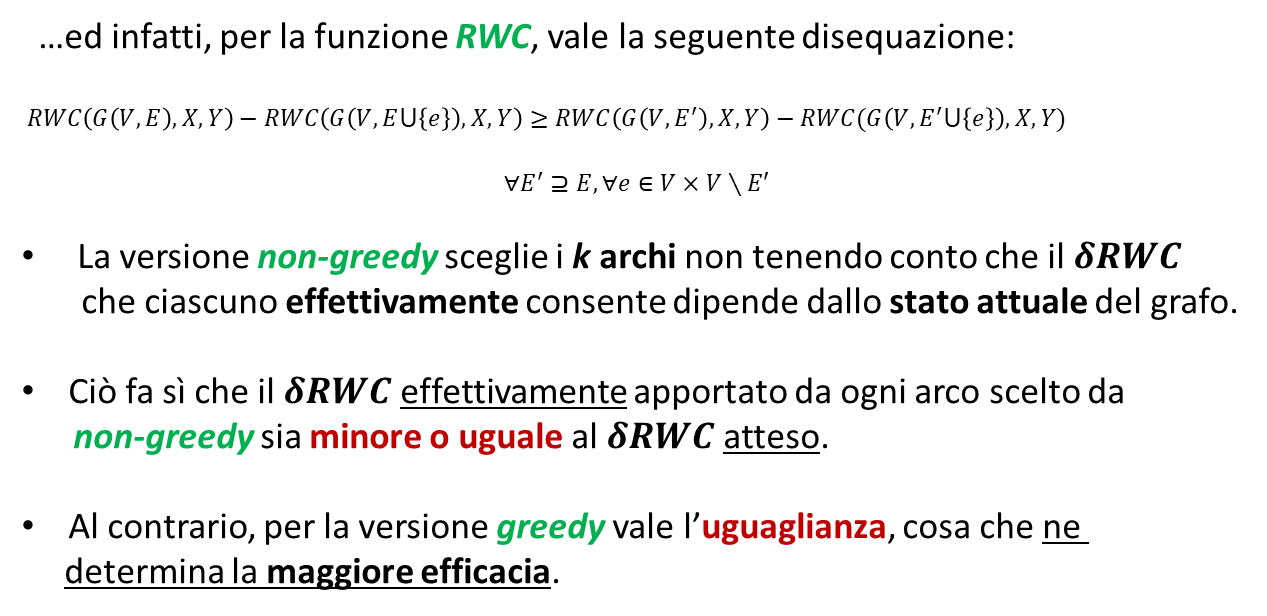 ...ed infatti, per la funzione RWC, vale la seguente disequazione:
RWC(G(V, E), X, Y) − RWC(G(V, E∪{e}), X, Y) ≥ RWC(G(V, E′), X, Y) − RWC(G(V, E′∪{e}), X, Y)
∀E′ ⊇ E, ∀e ∈ V × V ∖ E′
• La versione non-greedy sceglie i k archi non tenendo conto che il δRWC
che ciascuno effettivamente consente dipende dallo stato attuale del grafo.
• Ciò fa sì che il δRWC effettivamente apportato da ogni arco scelto da
non-greedy sia minore o uguale al δRWC atteso.
• Al contrario, per la versione greedy vale l’uguaglianza, cosa che ne
determina la maggiore efficacia.